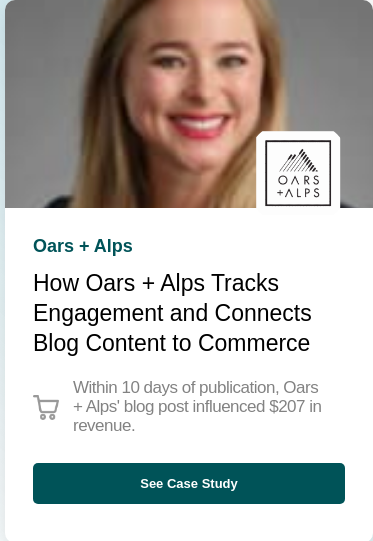 OARS
+ALPS
Oars + Alps
How Oars + Alps Tracks
Engagement and Connects
Blog Content to Commerce
Within 10 days of publication, Oars
+ Alps' blog post influenced $207 in
revenue.
See Case Study